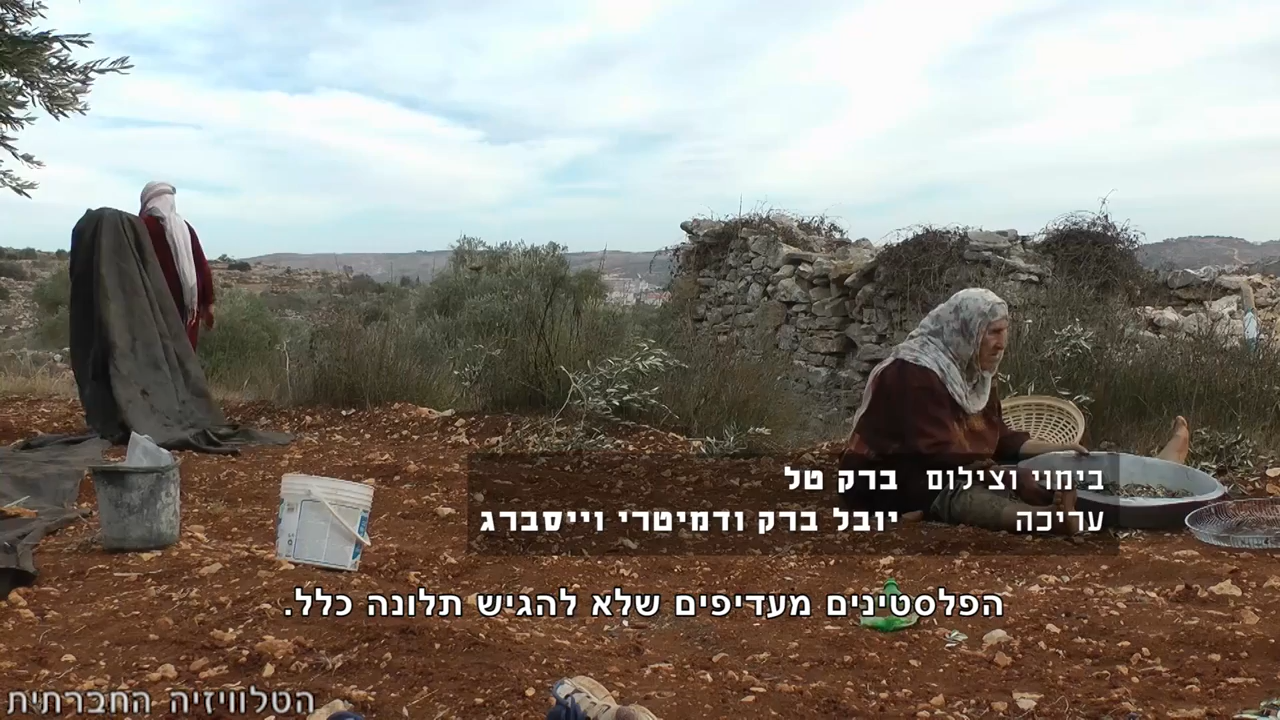 בימוי וצילום ברק טל
עריכה יובל ברק ודמיטרי וייסברג
הפלסטינים מעדיפים שלא להגיש תלונה כלל.
הטלוויזיה החברתית